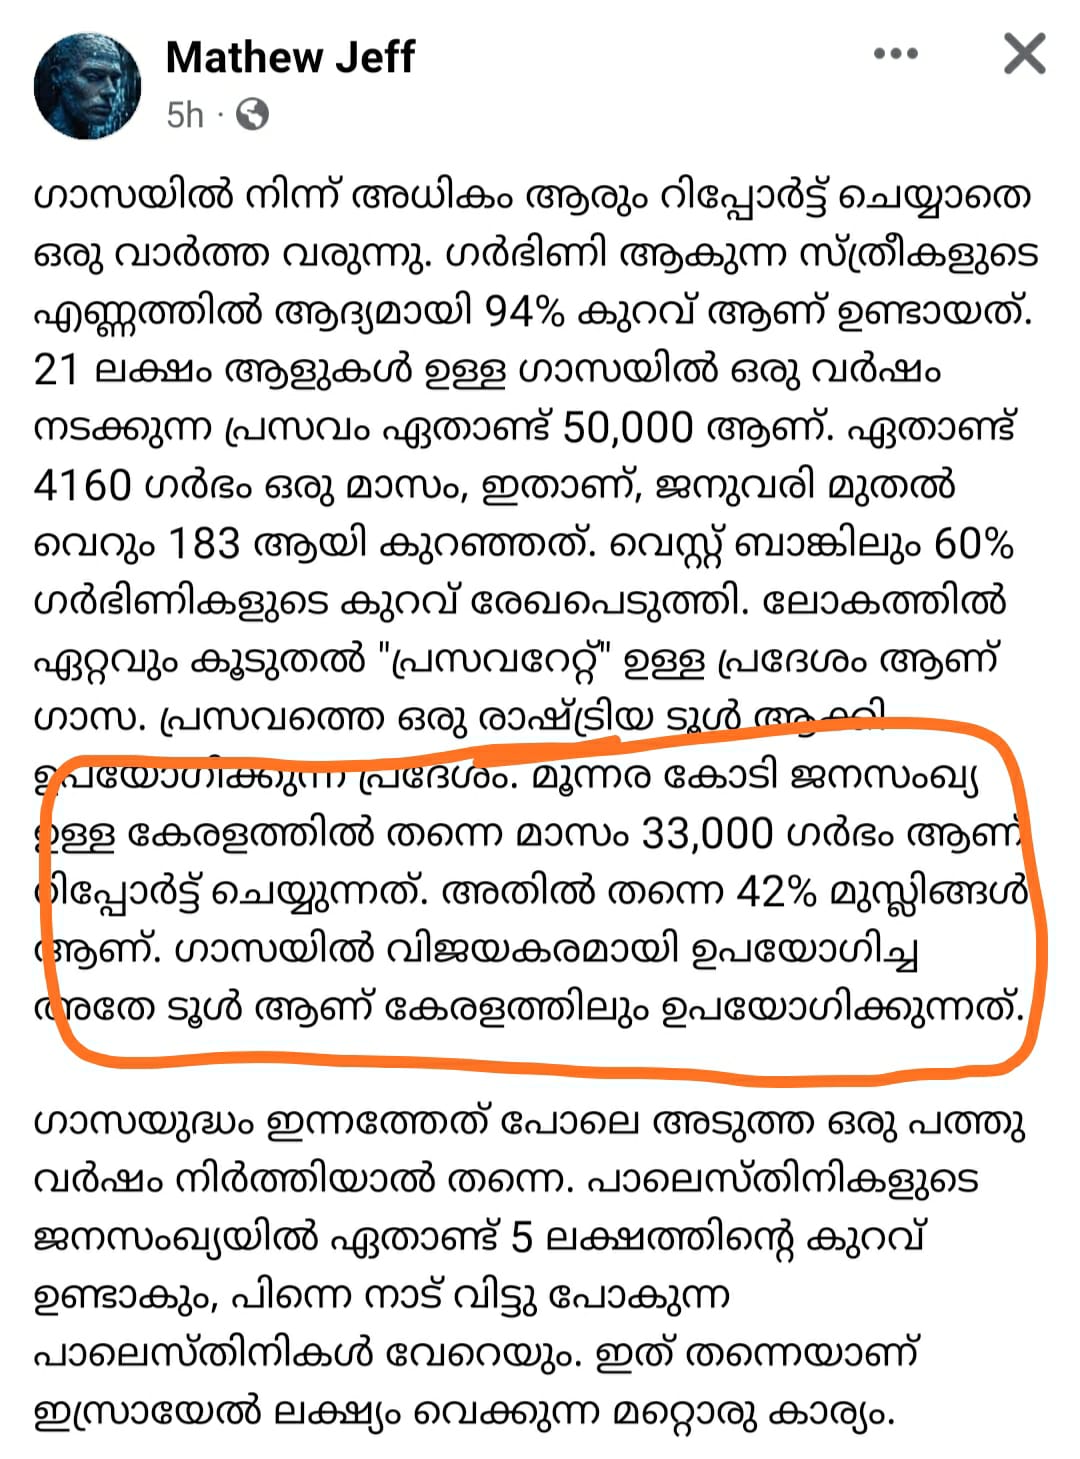 Mathew Jeff
5h ·
ഗാസയിൽ നിന്ന് അധികം ആരും റിപ്പോർട്ട് ചെയ്യാതെ
ഒരു വാർത്ത വരുന്നു. ഗർഭിണി ആകുന്ന സ്ത്രീകളുടെ
എണ്ണത്തിൽ ആദ്യമായി 94% കുറവ് ആണ് ഉണ്ടായത്.
21 ലക്ഷം ആളുകൾ ഉള്ള ഗാസയിൽ ഒരു വർഷം
നടക്കുന്ന പ്രസവം ഏതാണ്ട് 50,000 ആണ്. ഏതാണ്ട്
4160 ഗർഭം ഒരു മാസം, ഇതാണ്, ജനുവരി മുതൽ
വെറും 183 ആയി കുറഞ്ഞത്. വെസ്റ്റ് ബാങ്കിലും 60%
ഗർഭിണികളുടെ കുറവ് രേഖപെടുത്തി. ലോകത്തിൽ
ഏറ്റവും കൂടുതൽ "പ്രസവറേറ്റ്" ഉള്ള പ്രദേശം ആണ്
ഗാസ. പ്രസവത്തെ ഒരു രാഷ്ട്രിയ ടൂൾ ആക്കി
ഉപയോഗിക്കുന്ന പ്രദേശം. മൂന്നര കോടി ജനസംഖ്യ
ഉള്ള കേരളത്തിൽ തന്നെ മാസം 33,000 ഗർഭം ആണ്
റിപ്പോർട്ട് ചെയ്യുന്നത്. അതിൽ തന്നെ 42% മുസ്ലിങ്ങൾ
ആണ്. ഗാസയിൽ വിജയകരമായി ഉപയോഗിച്ച
അതേ ടൂൾ ആണ് കേരളത്തിലും ഉപയോഗിക്കുന്നത്.
ഗാസയുദ്ധം ഇന്നത്തേത് പോലെ അടുത്ത ഒരു പത്തു
വർഷം നിർത്തിയാൽ തന്നെ. പാലെസ്തിനികളുടെ
ജനസംഖ്യയിൽ ഏതാണ്ട് 5 ലക്ഷത്തിന്റെ കുറവ്
ഉണ്ടാകും, പിന്നെ നാട് വിട്ടു പോകുന്ന
പാലെസ്തിനികൾ വേറെയും. ഇത് തന്നെയാണ്
ഇസ്രായേൽ ലക്ഷ്യം വെക്കുന്ന മറ്റൊരു കാര്യം.